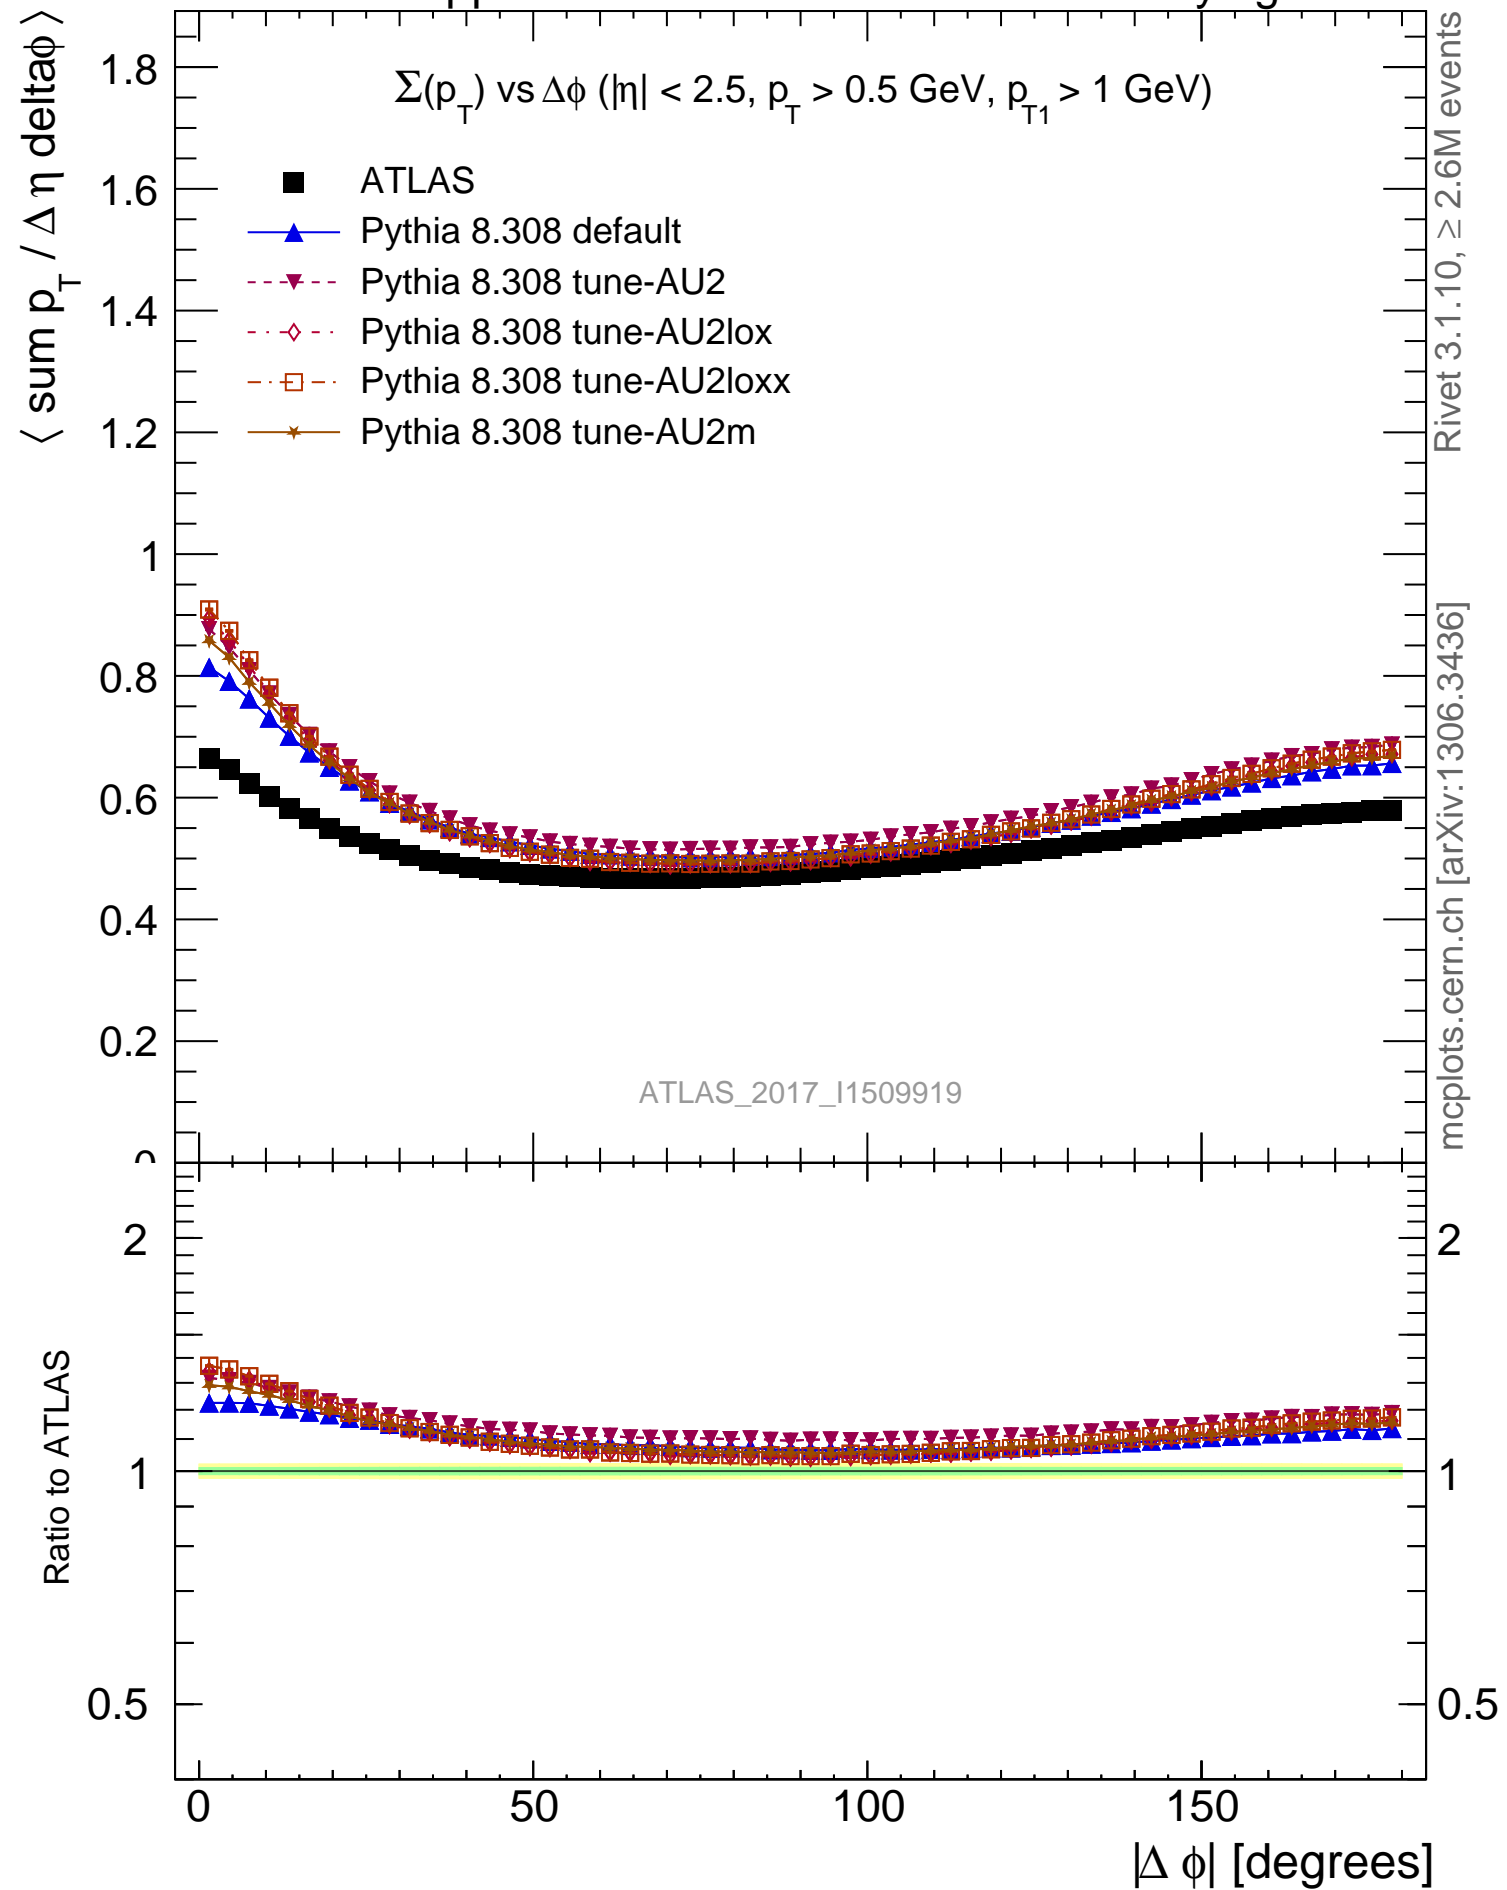 Σ(p_T) vs Δϕ (|η| < 2.5, p_T > 0.5 GeV, p_T1 > 1 GeV)
ATLAS
Pythia 8.308 default
Pythia 8.308 tune-AU2
Pythia 8.308 tune-AU2lox
Pythia 8.308 tune-AU2loxx
Pythia 8.308 tune-AU2m
⟨ sum p_T / Δη deltaϕ ⟩
1.8
1.6
1.4
1.2
1
0.8
0.6
0.4
0.2
0
ATLAS_2017_I1509919
Rivet 3.1.10, ≥ 2.6M events
mcplots.cern.ch [arXiv:1306.3436]
Ratio to ATLAS
2
1
0.5
2
1
0.5
0
50
100
150
|Δ ϕ| [degrees]